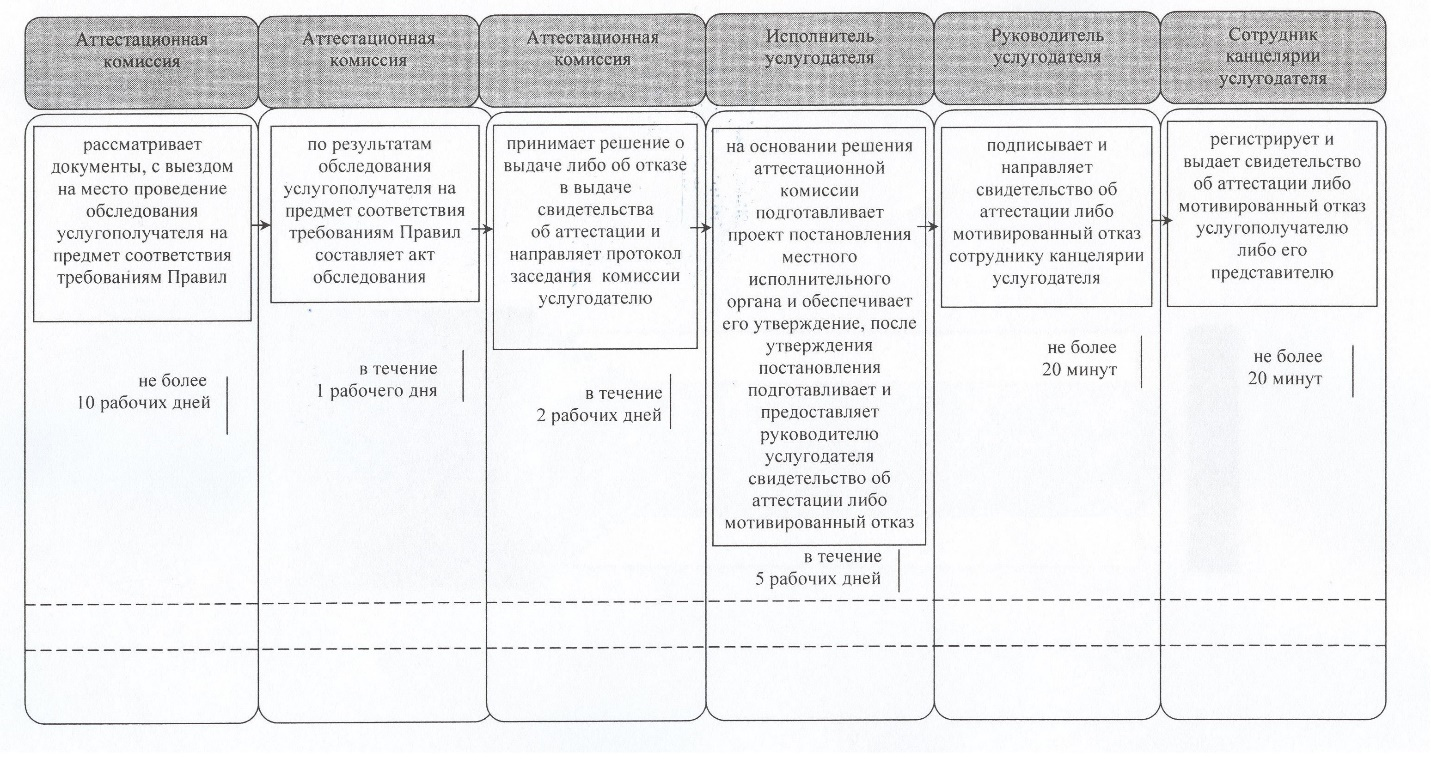 Аттестационная
комиссия
Аттестационная
комиссия
Аттестационная
комиссия
Исполнитель
услугодателя
Руководитель
услугодателя
Сотрудник
канцелярии
услугодателя
рассматривает
документы, с выездом
на место проведение
обследования
услугополучателя на
предмет соответствия
требованиям Правил
не более
10 рабочих дней
по результатам
обследования
услугополучателя на
предмет соответствия
требованиям Правил
составляет акт
обследования
в течение
1 рабочего дня
принимает решение о
выдаче либо об отказе
в выдаче
свидетельства
об аттестации и
направляет протокол
заседания комиссии
услугодателю
в течение
2 рабочих дней
на основании решения
аттестационной
комиссии
подготавливает
проект постановления
местного
исполнительного
органа и обеспечивает
его утверждение, после
утверждения
постановления
подготавливает и
предоставляет
руководителю
услугодателя
свидетельство об
аттестации либо
мотивированный отказ
в течение
5 рабочих дней
подписывает и
направляет
свидетельство об
аттестации либо
мотивированный отказ
сотруднику канцелярии
услугодателя
не более
20 минут
регистрирует и
выдает свидетельство
об аттестации либо
мотивированный отказ
услугополучателю
либо его
представителю
не более
20 минут